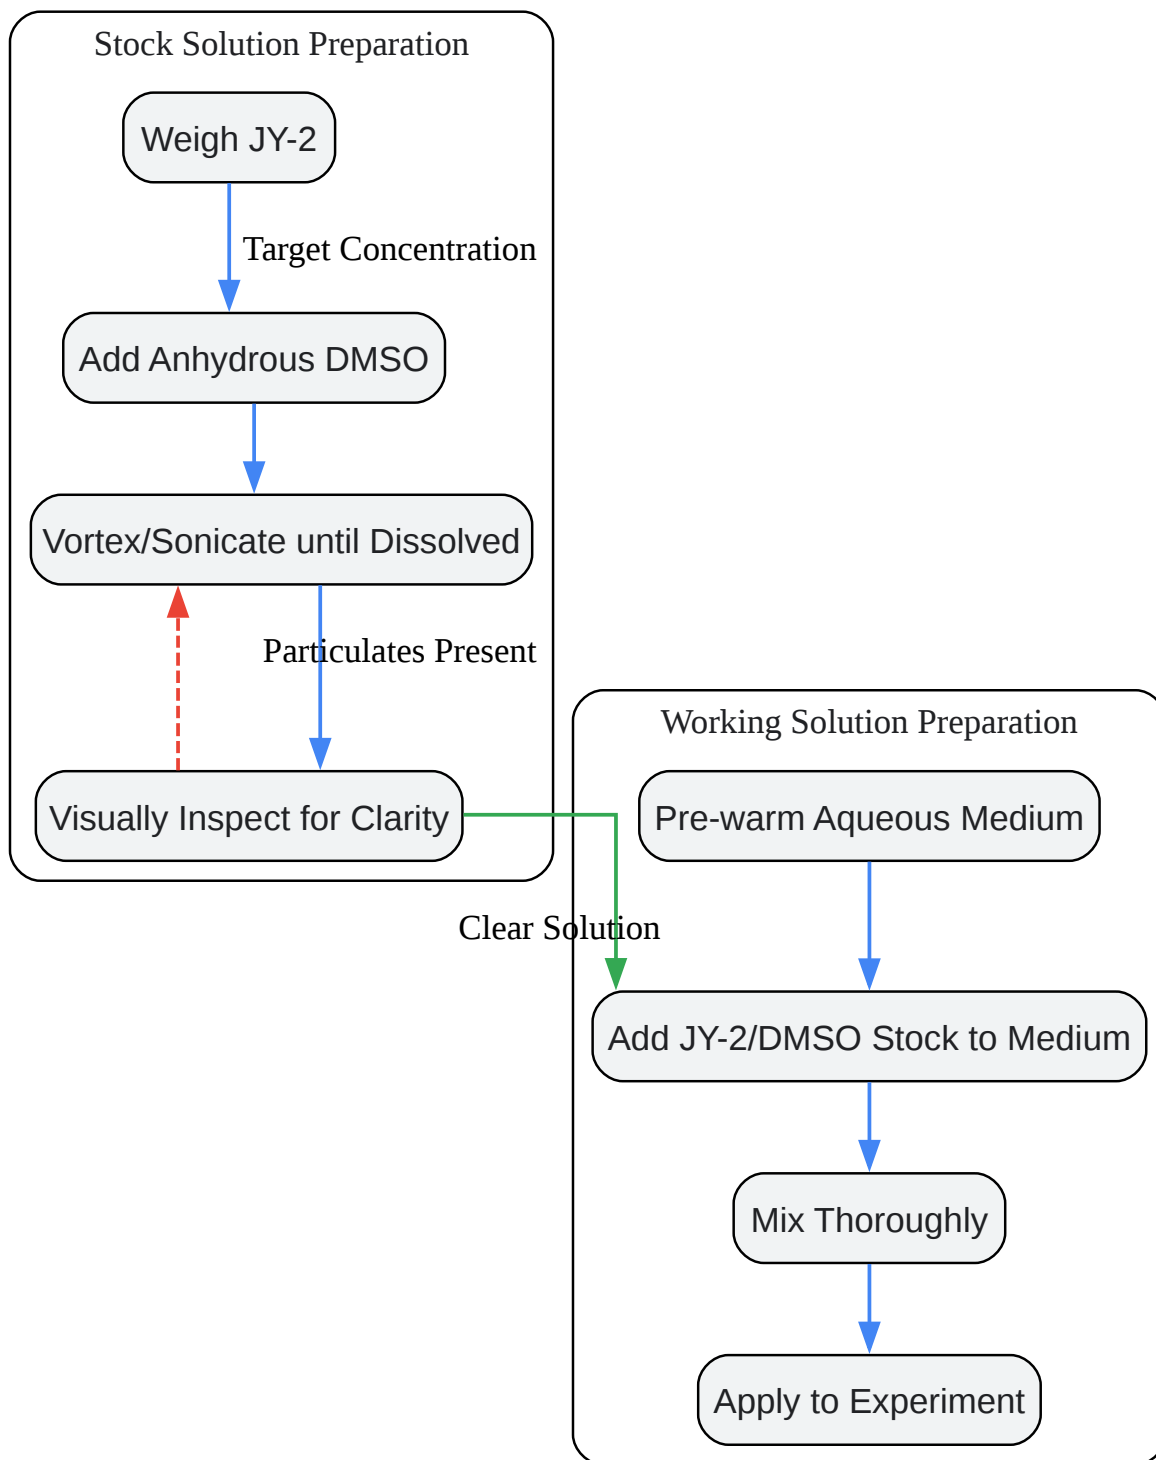 Stock Solution Preparation
Weigh JY-2
Target Concentration
Add Anhydrous DMSO
Vortex/Sonicate until Dissolved
Particulates Present
Visually Inspect for Clarity
Clear Solution
Working Solution Preparation
Pre-warm Aqueous Medium
Add JY-2/DMSO Stock to Medium
Mix Thoroughly
Apply to Experiment